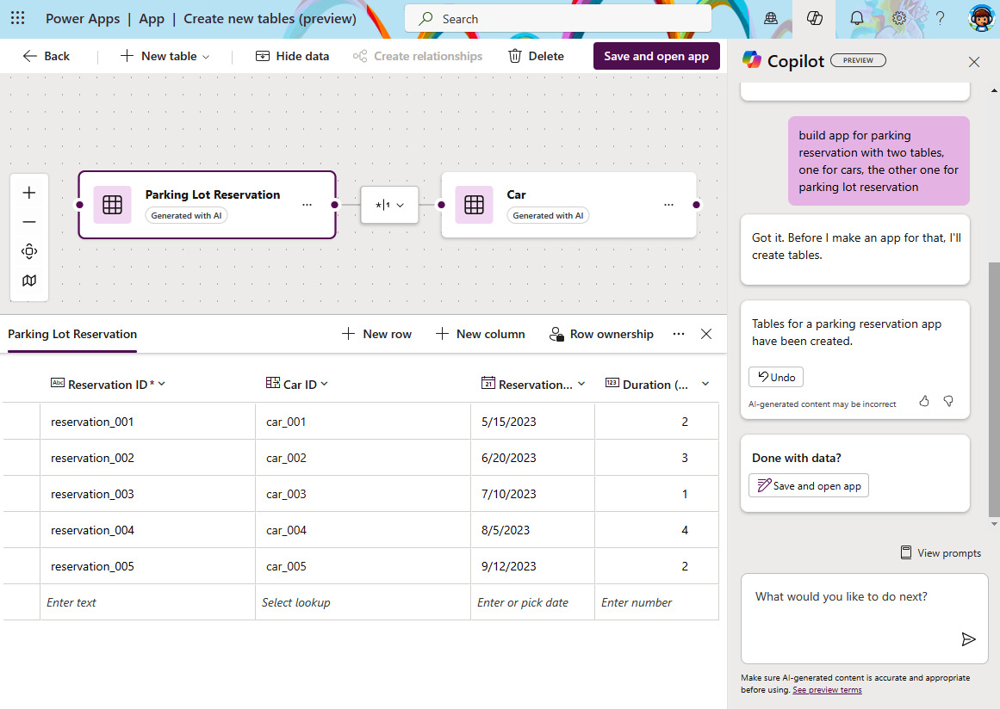 Power Apps | App | Create new tables (preview)
Search
Back
New table
Hide data
Create relationships
Delete
Save and open app
Parking Lot Reservation
Generated with AI
*|1
Car
Generated with AI
Parking Lot Reservation
New row
New column
Row ownership
Abc Reservation ID *
Car ID
21 Reservation...
123 Duration (...
reservation_001 car_001 5/15/2023 2
reservation_002 car_002 6/20/2023 3
reservation_003 car_003 7/10/2023 1
reservation_004 car_004 8/5/2023 4
reservation_005 car_005 9/12/2023 2
Enter text Select lookup Enter or pick date Enter number
Copilot PREVIEW
build app for parking
reservation with two tables,
one for cars, the other one for
parking lot reservation
Got it. Before I make an app for that, I'll
create tables.
Tables for a parking reservation app
have been created.
Undo
AI-generated content may be incorrect
Done with data?
Save and open app
View prompts
What would you like to do next?
Make sure AI-generated content is accurate and appropriate
before using. See preview terms